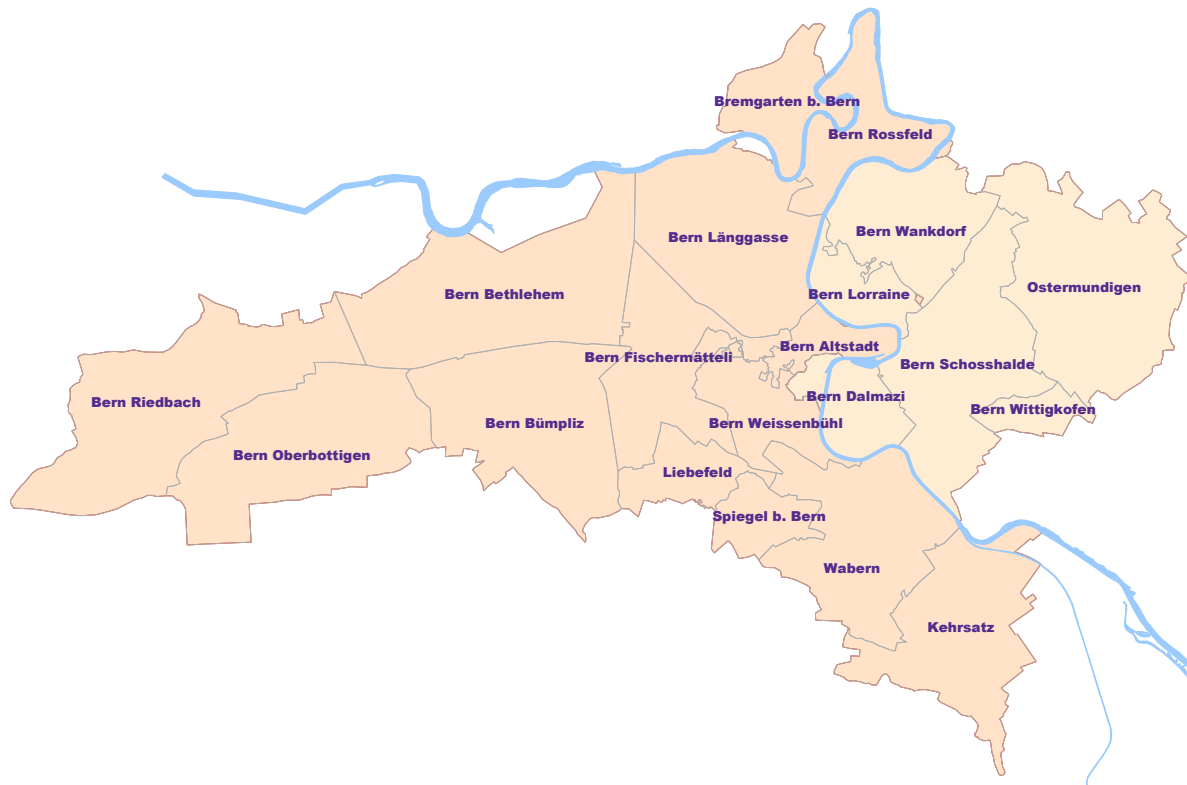 Bremgarten b. Bern
Bern Rossfeld
Bern Wankdorf
Bern Länggasse
Ostermundigen
Bern Bethlehem
Bern Lorraine
Bern Altstadt
Bern Fischermätteli
Bern Schosshalde
Bern Dalmazi
Bern Riedbach
Bern Wittigkofen
Bern Bümpliz
Bern Weissenbühl
Bern Oberbottigen
Liebefeld
Spiegel b. Bern
Wabern
Kehrsatz